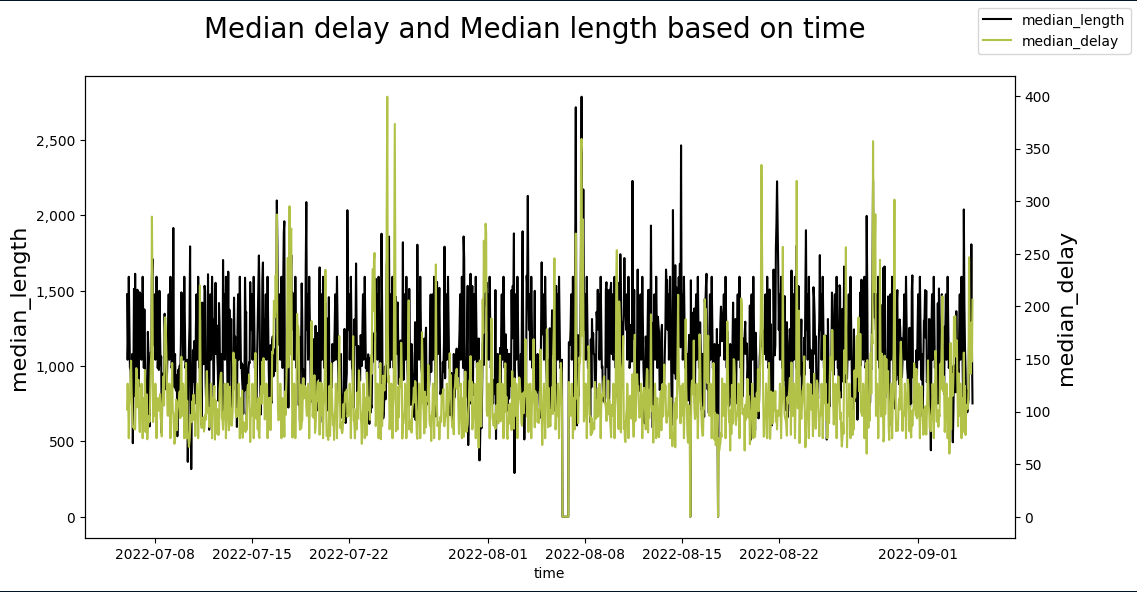 Median delay and Median length based on time
median_length
median_delay
median_length
2,500
2,000
1,500
1,000
500
0
400
350
300
250
200
150
100
50
0
median_delay
2022-07-08 2022-07-15 2022-07-22 2022-08-01 2022-08-08 2022-08-15 2022-08-22 2022-09-01
time